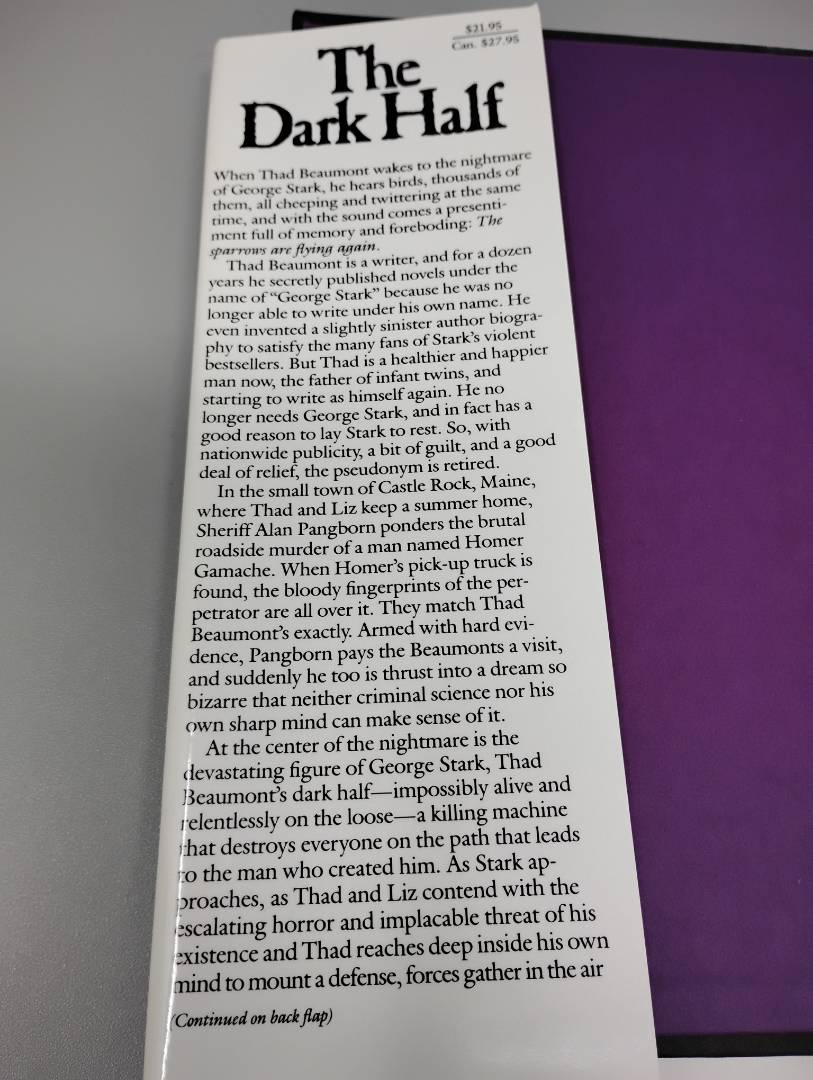 $21.95
Can. $27.95
The
Dark Half
When Thad Beaumont wakes to the nightmare
of George Stark, he hears birds, thousands of
them, all cheeping and twittering at the same
time, and with the sound comes a presenti-
ment full of memory and foreboding: The
sparrows are flying again.
Thad Beaumont is a writer, and for a dozen
years he secretly published novels under the
name of “George Stark” because he was no
longer able to write under his own name. He
even invented a slightly sinister author biogra-
phy to satisfy the many fans of Stark’s violent
bestsellers. But Thad is a healthier and happier
man now, the father of infant twins, and
starting to write as himself again. He no
longer needs George Stark, and in fact has a
good reason to lay Stark to rest. So, with
nationwide publicity, a bit of guilt, and a good
deal of relief, the pseudonym is retired.
In the small town of Castle Rock, Maine,
where Thad and Liz keep a summer home,
Sheriff Alan Pangborn ponders the brutal
roadside murder of a man named Homer
Gamache. When Homer’s pick-up truck is
found, the bloody fingerprints of the per-
petrator are all over it. They match Thad
Beaumont’s exactly. Armed with hard evi-
dence, Pangborn pays the Beaumonts a visit,
and suddenly he too is thrust into a dream so
bizarre that neither criminal science nor his
own sharp mind can make sense of it.
At the center of the nightmare is the
devastating figure of George Stark, Thad
Beaumont’s dark half—impossibly alive and
relentlessly on the loose—a killing machine
that destroys everyone on the path that leads
to the man who created him. As Stark ap-
proaches, as Thad and Liz contend with the
escalating horror and implacable threat of his
existence and Thad reaches deep inside his own
mind to mount a defense, forces gather in the air
(Continued on back flap)